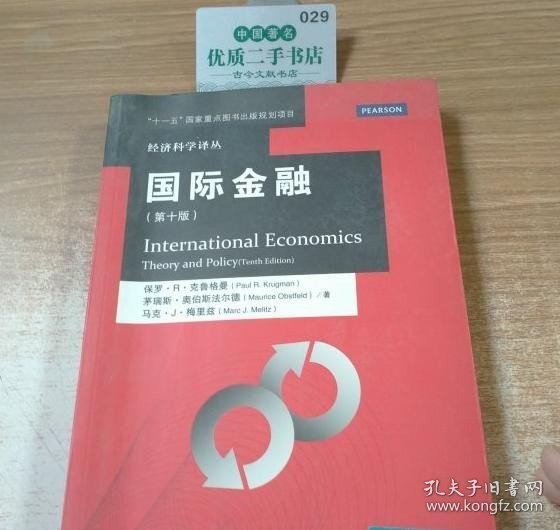 029
中国著名
优质二手书店
—古今文献书店—
PEARSON
“十一五”国家重点图书出版规划项目
经济科学译丛
国际金融
(第十版)
International Economics
Theory and Policy(Tenth Edition)
保罗·R·克鲁格曼(Paul R. Krugman)
茅瑞斯·奥伯斯法尔德(Maurice Obstfeld)/著
马克·J·梅里兹(Marc J. Melitz)
孔夫子旧书网
www.kongfz.com